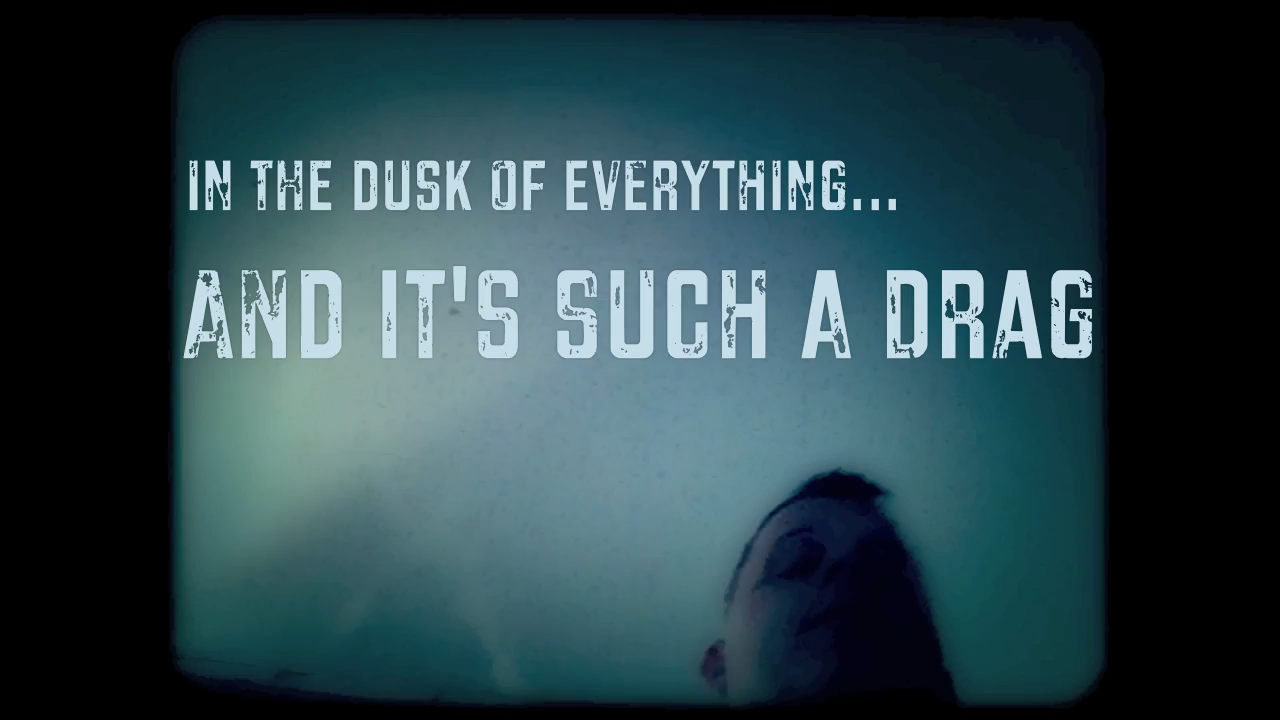 IN THE DUSK OF EVERYTHING...
AND IT'S SUCH A DRAG